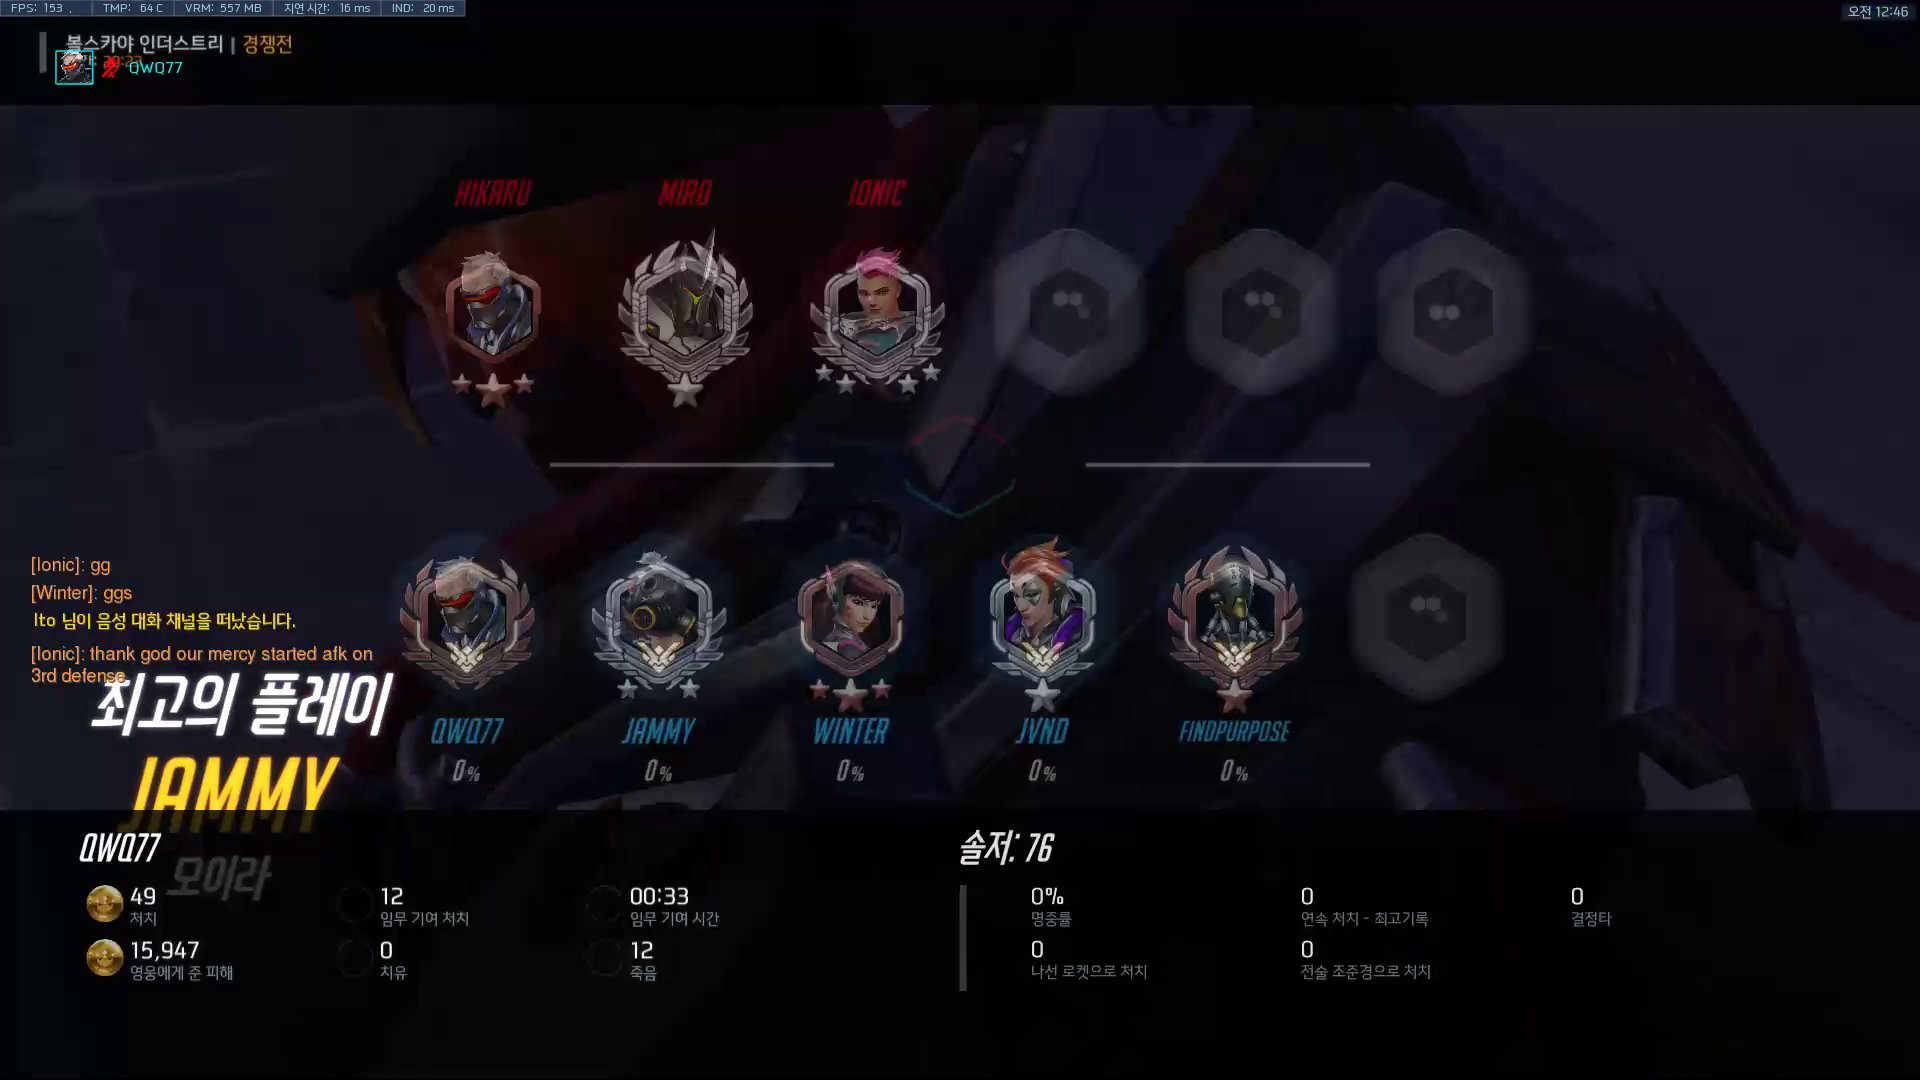 FPS: 153 TMP: 64 C VRM: 557 MB 지연 시간: 16 ms IND: 20 ms
오전 12:46
볼스카야 인더스트리 | 경쟁전
QWQ77
HIKARU MIRO IONIC
[Ionic]: gg
[Winter]: ggs
Ito 님이 음성 대화 채널을 떠났습니다.
[Ionic]: thank god our mercy started afk on
3rd defense
최고의 플레이
JAMMY
모이라
QWQ77 JAMMY WINTER JVND FINDPURPOSE
0% 0% 0% 0% 0%
QWQ77
49 12 00:33
처치 임무 기여 처치 임무 기여 시간
15,947 0 12
영웅에게 준 피해 치유 죽음
솔저: 76
0% 0 0
명중률 연속 처치 - 최고기록 결정타
0 0
나선 로켓으로 처치 전술 조준경으로 처치